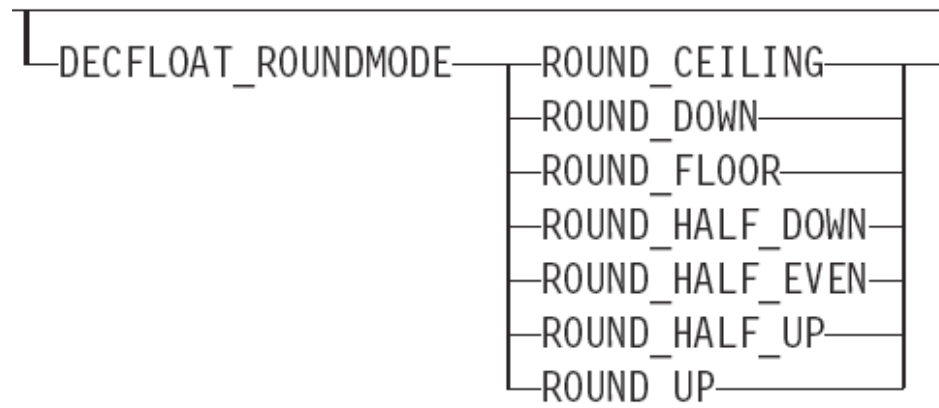 DECFLOAT_ROUNDMODE ROUND_CEILING
ROUND_DOWN
ROUND_FLOOR
ROUND_HALF_DOWN
ROUND_HALF_EVEN
ROUND_HALF_UP
ROUND_UP